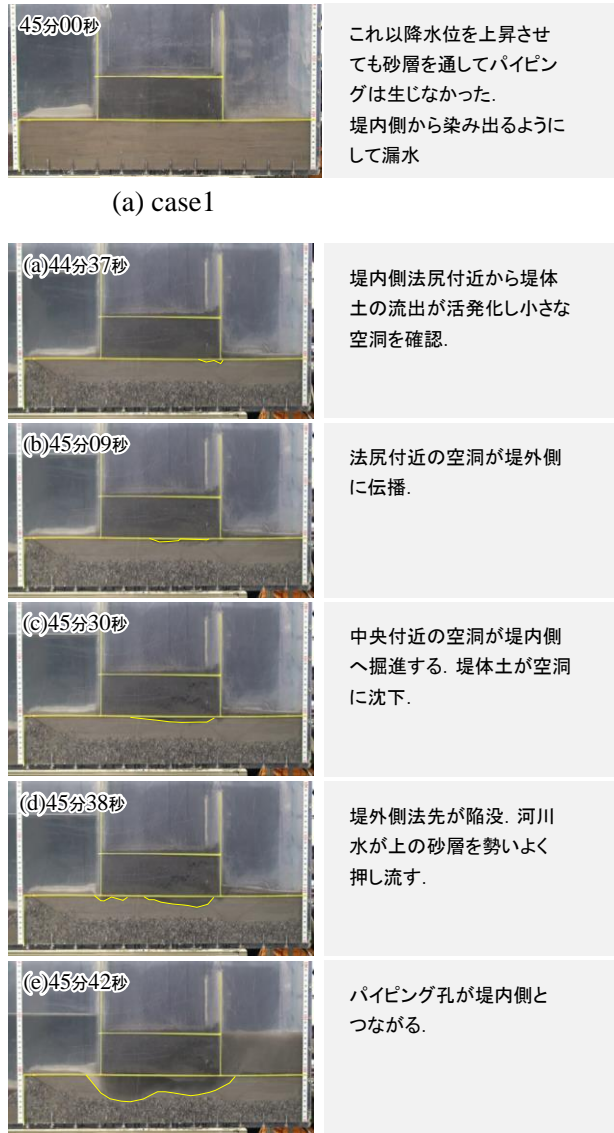 45分00秒
これ以降水位を上昇させ
ても砂層を通してパイピン
グは生じなかった.
堤内側から染み出るように
して漏水
(a) case1
(a)44分37秒
堤内側法尻付近から堤体
土の流出が活発化し小さな
空洞を確認.
(b)45分09秒
法尻付近の空洞が堤外側
に伝播.
(c)45分30秒
中央付近の空洞が堤内側
へ掘進する. 堤体土が空洞
に沈下.
(d)45分38秒
堤外側法先が陥没. 河川
水が上の砂層を勢いよく
押し流す.
(e)45分42秒
パイピング孔が堤内側と
つながる.